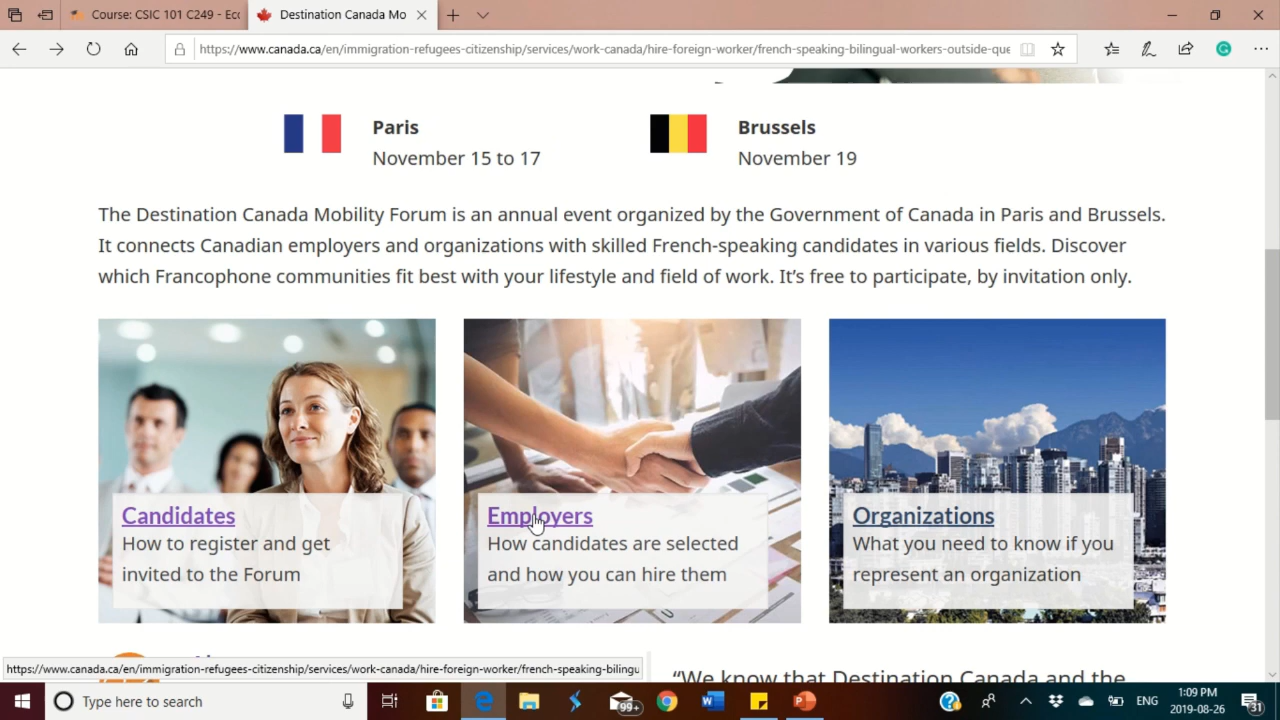 Course: CSIC 101 C249 - Ecc
Destination Canada Mo
https://www.canada.ca/en/immigration-refugees-citizenship/services/work-canada/hire-foreign-worker/french-speaking-bilingual-workers-outside-que
Paris
November 15 to 17
Brussels
November 19
The Destination Canada Mobility Forum is an annual event organized by the Government of Canada in Paris and Brussels.
It connects Canadian employers and organizations with skilled French-speaking candidates in various fields. Discover
which Francophone communities fit best with your lifestyle and field of work. It’s free to participate, by invitation only.
Candidates
How to register and get
invited to the Forum
Employers
How candidates are selected
and how you can hire them
Organizations
What you need to know if you
represent an organization
“We know that Destination Canada and the
https://www.canada.ca/en/immigration-refugees-citizenship/services/work-canada/hire-foreign-worker/french-speaking-bilingu
Type here to search
99+
ENG
1:09 PM
2019-08-26
31